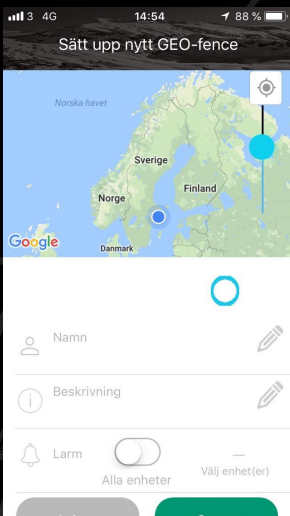 3 4G 14:54 88 %
Sätt upp nytt GEO-fence
Norska havet
Sverige
Finland
Norge
Google
Danmark
Namn
Beskrivning
Larm
Alla enheter
—
Välj enhet(er)